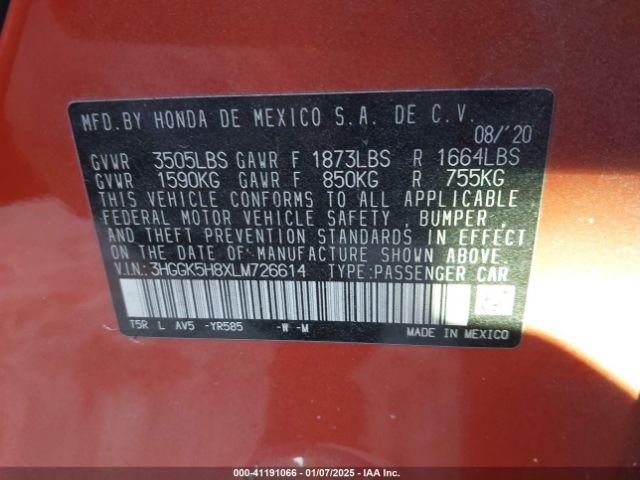 MFD.BY HONDA DE MEXICO S.A. DE C.V.
08/'20
GVWR 3505LBS GAWR F 1873LBS R 1664LBS
GVWR 1590KG GAWR F 850KG R 755KG
THIS VEHICLE CONFORMS TO ALL APPLICABLE
FEDERAL MOTOR VEHICLE SAFETY, BUMPER,
AND THEFT PREVENTION STANDARDS IN EFFECT
ON THE DATE OF MANUFACTURE SHOWN ABOVE.
V.I.N.: 3HGGK5H8XLM726614 TYPE:PASSENGER CAR
T5R L AV5 -YR585 -W -M
MADE IN MEXICO
000-41191066 - 01/07/2025 - IAA Inc.